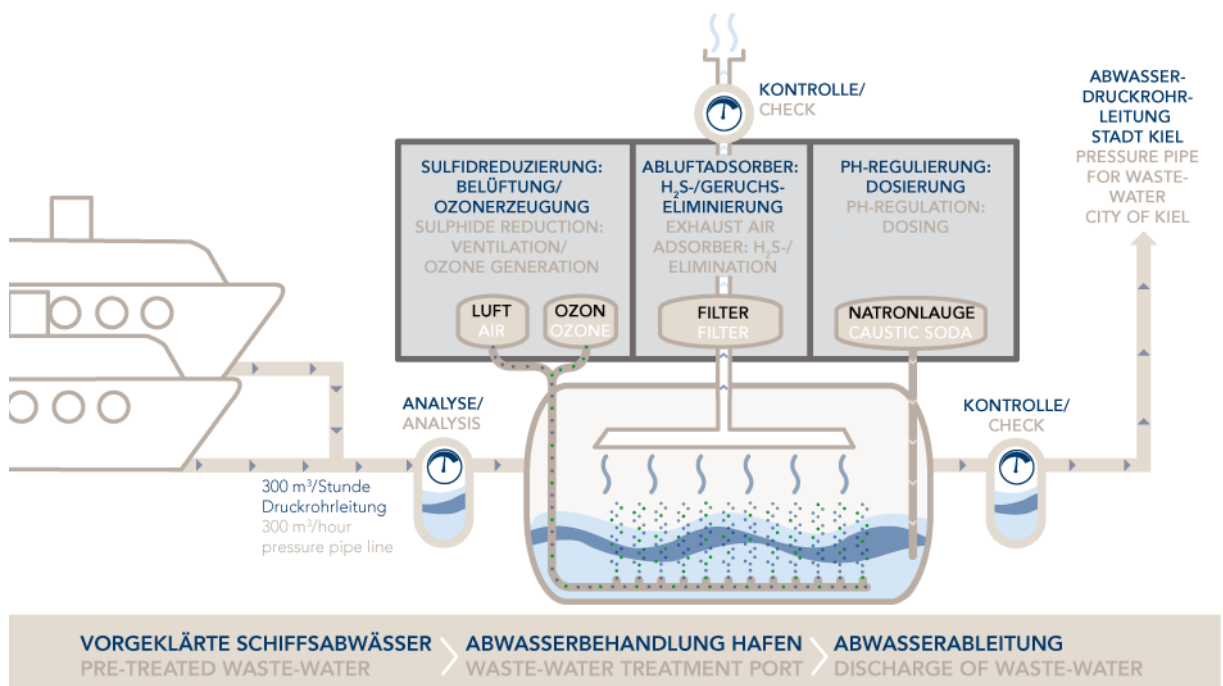 KONTROLLE/
CHECK
ABWASSER-
DRUCKROHR-
LEITUNG
STADT KIEL
PRESSURE PIPE
FOR WASTE-
WATER
CITY OF KIEL
SULFIDREDUZIERUNG:
BELÜFTUNG/
OZONERZEUGUNG
SULPHIDE REDUCTION:
VENTILATION/
OZONE GENERATION
ABLUFTADSORBER:
H₂S-/GERUCHS-
ELIMINIERUNG
EXHAUST AIR
ADSORBER: H₂S-/
ELIMINATION
PH-REGULIERUNG:
DOSIERUNG
PH-REGULATION:
DOSING
LUFT
AIR
OZON
OZONE
FILTER
FILTER
NATRONLAUGE
CAUSTIC SODA
ANALYSE/
ANALYSIS
KONTROLLE/
CHECK
300 m³/Stunde
Druckrohrleitung
300 m³/hour
pressure pipe line
VORGEKLÄRTE SCHIFFSABWÄSSER
PRE-TREATED WASTE-WATER
ABWASSERBEHANDLUNG HAFEN
WASTE-WATER TREATMENT PORT
ABWASSERABLEITUNG
DISCHARGE OF WASTE-WATER